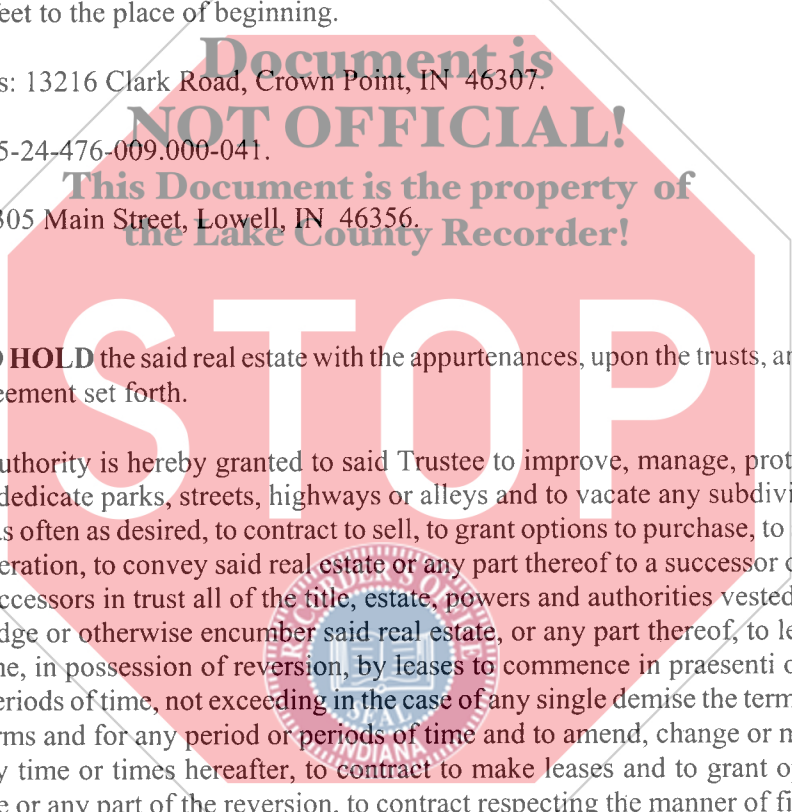 feet to the place of beginning.
Document is
s: 13216 Clark Road, Crown Point, IN 46307.
NOT OFFICIAL!
5-24-476-009.000-041.
This Document is the property of
305 Main Street, Lowell, IN 46356.
the Lake County Recorder!
STOP
HOLD the said real estate with the appurtenances, upon the trusts, an
eement set forth.
uthority is hereby granted to said Trustee to improve, manage, prot
dedicate parks, streets, highways or alleys and to vacate any subdivi
as often as desired, to contract to sell, to grant options to purchase, to
eration, to convey said real estate or any part thereof to a successor o
ccessors in trust all of the title, estate, powers and authorities vested
dge or otherwise encumber said real estate, or any part thereof, to le
ne, in possession of reversion, by leases to commence in praesenti o
eriods of time, not exceeding in the case of any single demise the term
rms and for any period or periods of time and to amend, change or m
y time or times hereafter, to contract to make leases and to grant op
e or any part of the reversion, to contract respecting the manner of fi
SEAL
INDIANA